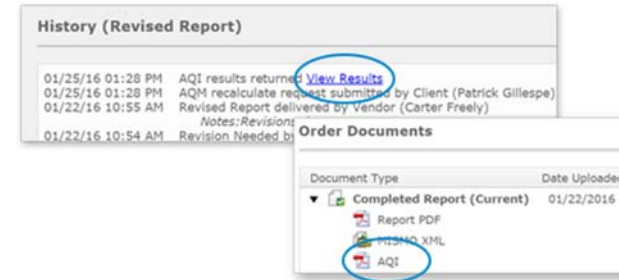 History (Revised Report)
01/25/16 01:28 PM AQI results returned View Results
01/25/16 01:28 PM AQM recalculate request submitted by Client (Patrick Gillespe)
01/22/16 10:55 AM Revised Report delivered by Vendor (Carter Freely)
Notes:Revisions
01/22/16 10:54 AM Revision Needed by
Order Documents
Document Type Date Uploaded
Completed Report (Current) 01/22/2016
Report PDF
MISMO XML
AQI